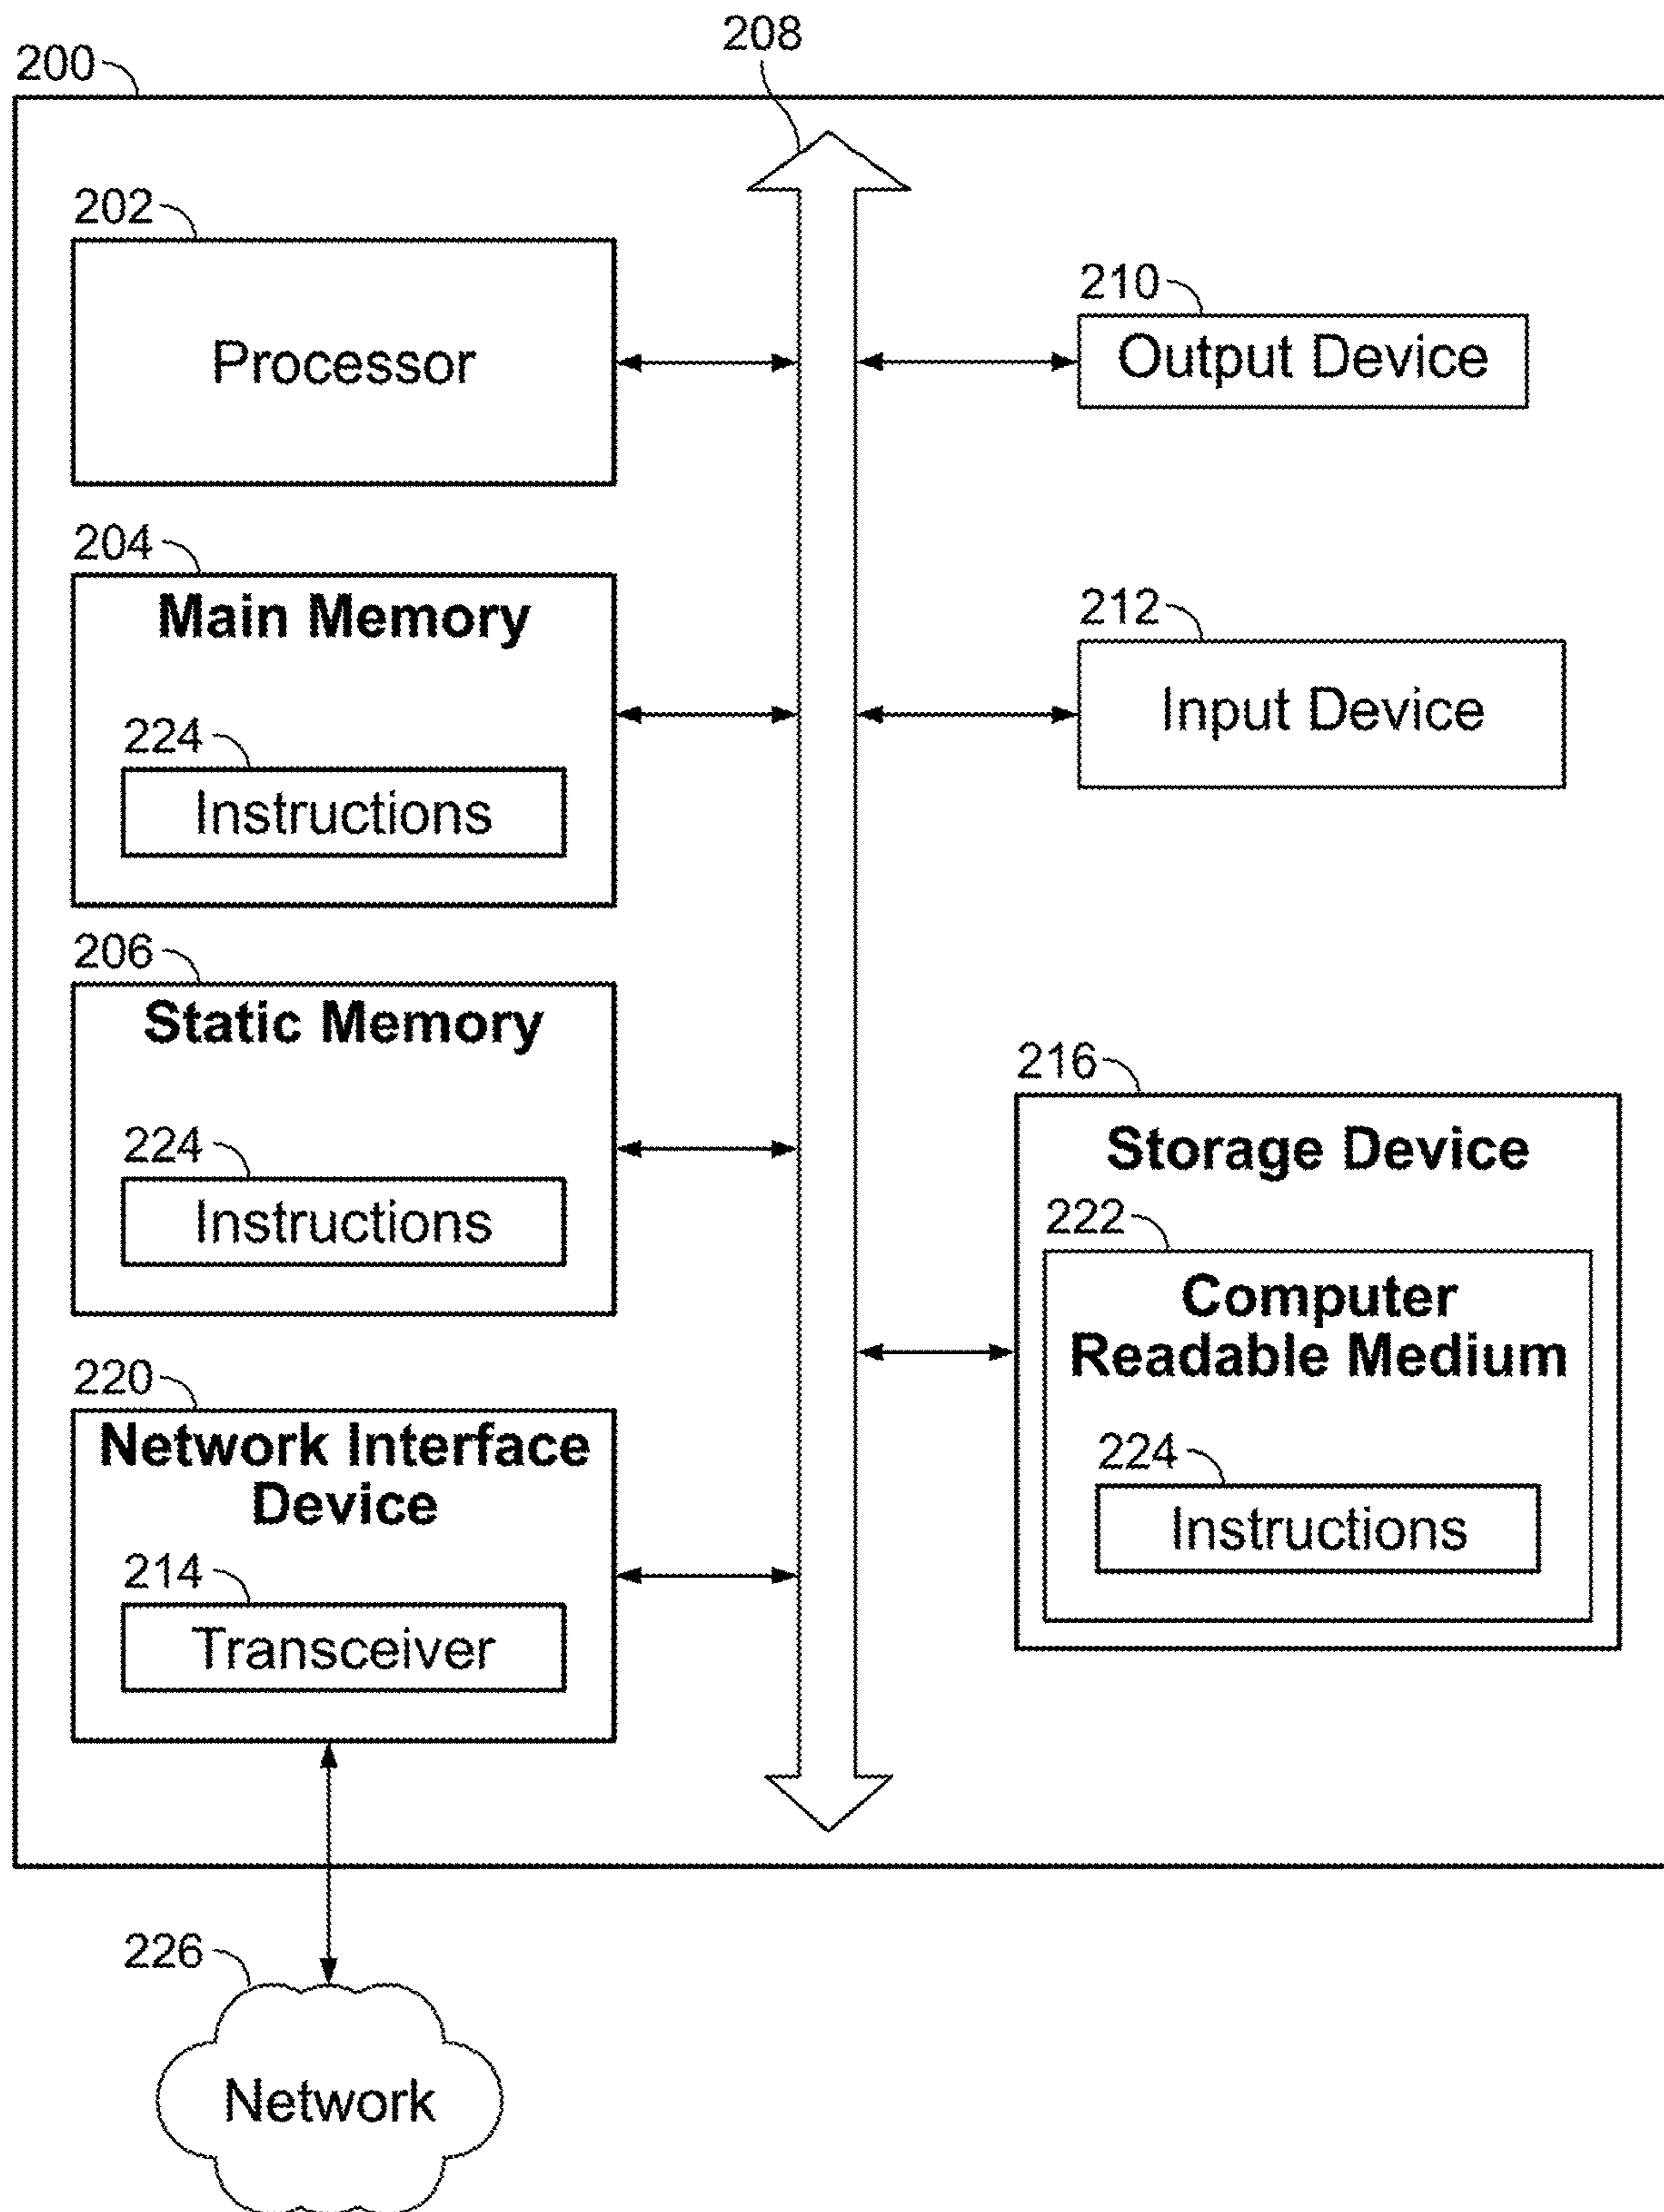 208
200
202
Processor
210
Output Device
204
Main Memory
224
Instructions
212
Input Device
206
Static Memory
224
Instructions
216
Storage Device
222
Computer
Readable Medium
224
Instructions
220
Network Interface
Device
214
Transceiver
226
Network